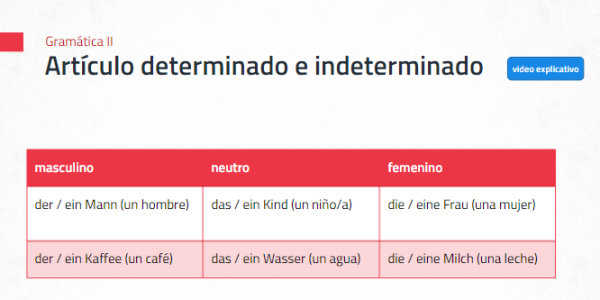 Gramática II
Artículo determinado e indeterminado
video explicativo
masculino neutro femenino
der / ein Mann (un hombre) das / ein Kind (un niño/a) die / eine Frau (una mujer)
der / ein Kaffee (un café) das / ein Wasser (un agua) die / eine Milch (una leche)